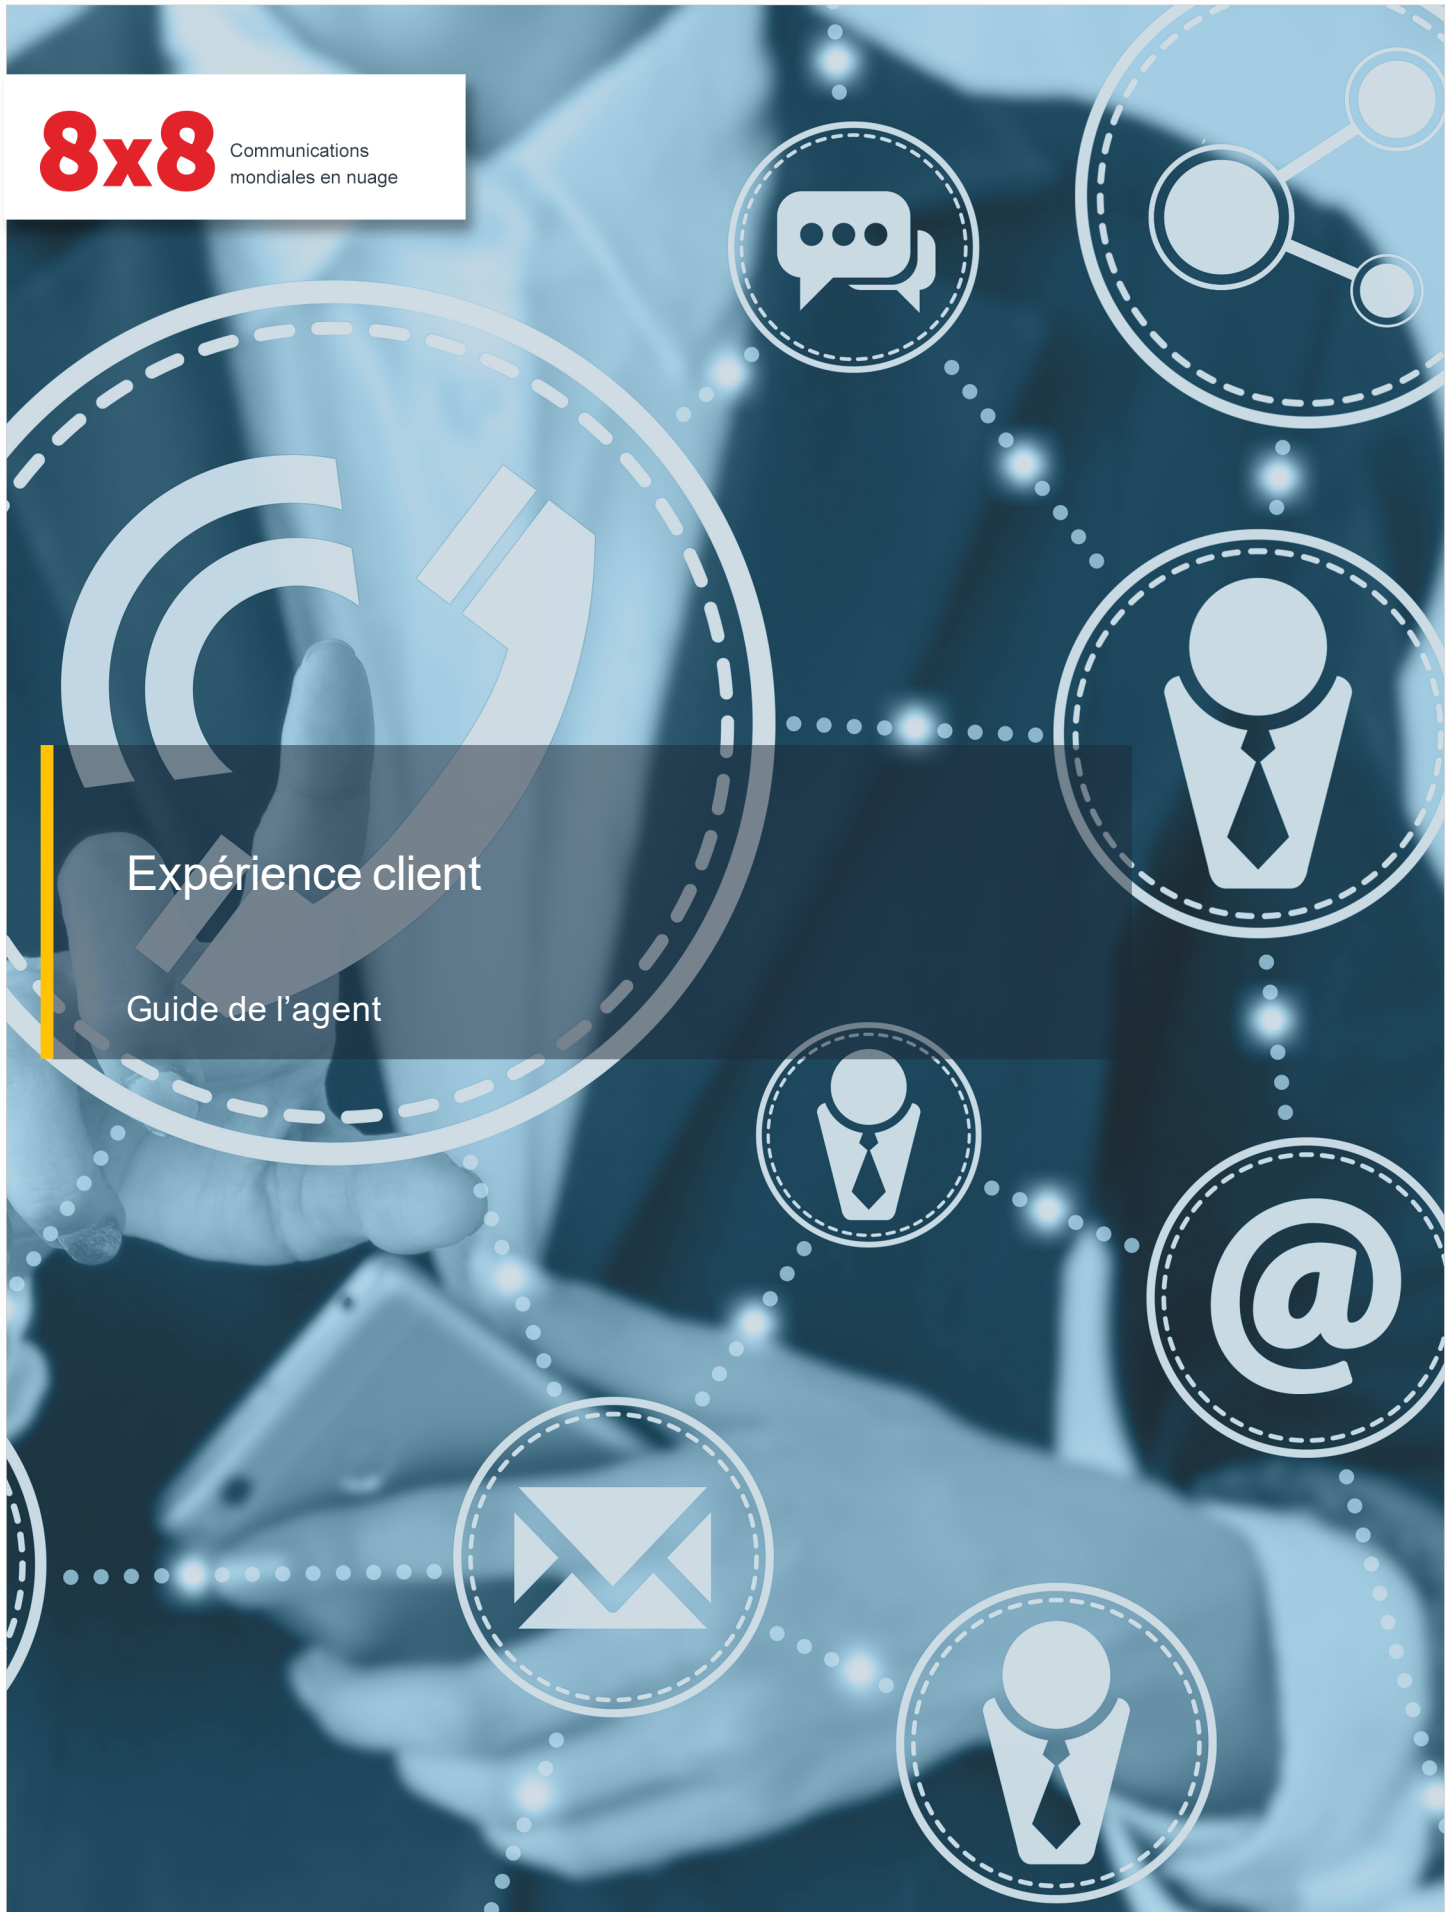 8x8
Communications
mondiales en nuage
Expérience client
Guide de l’agent